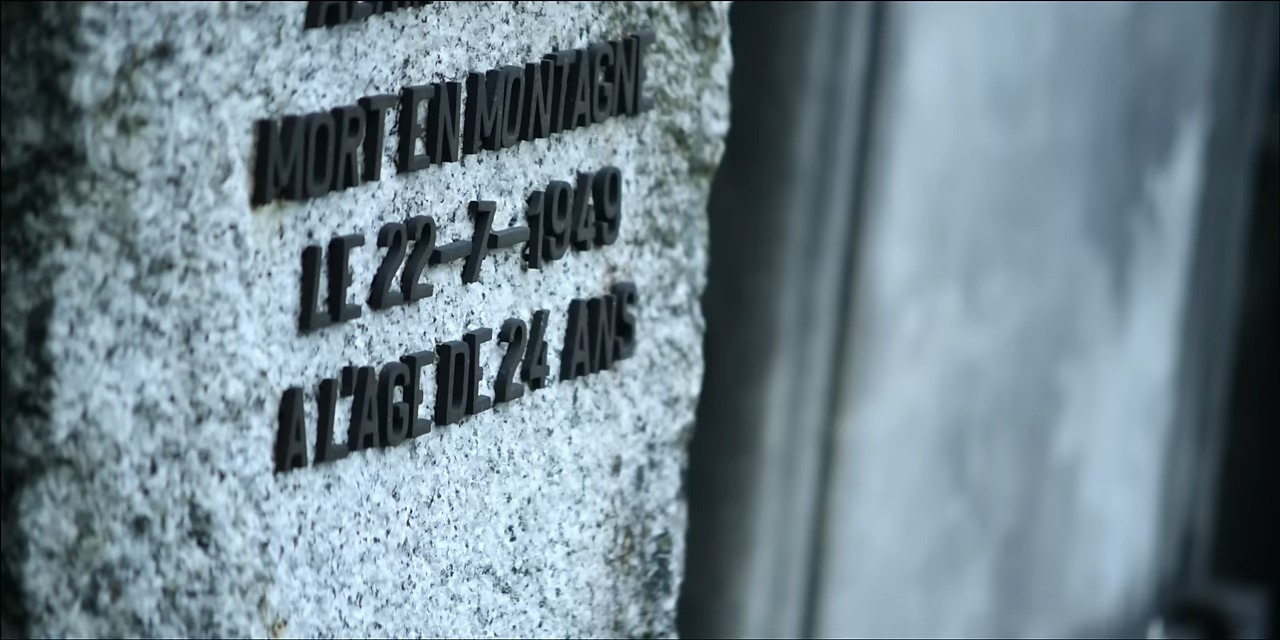 MORT EN MONTAGNE
LE 22-7-1949
A L'AGE DE 24 ANS